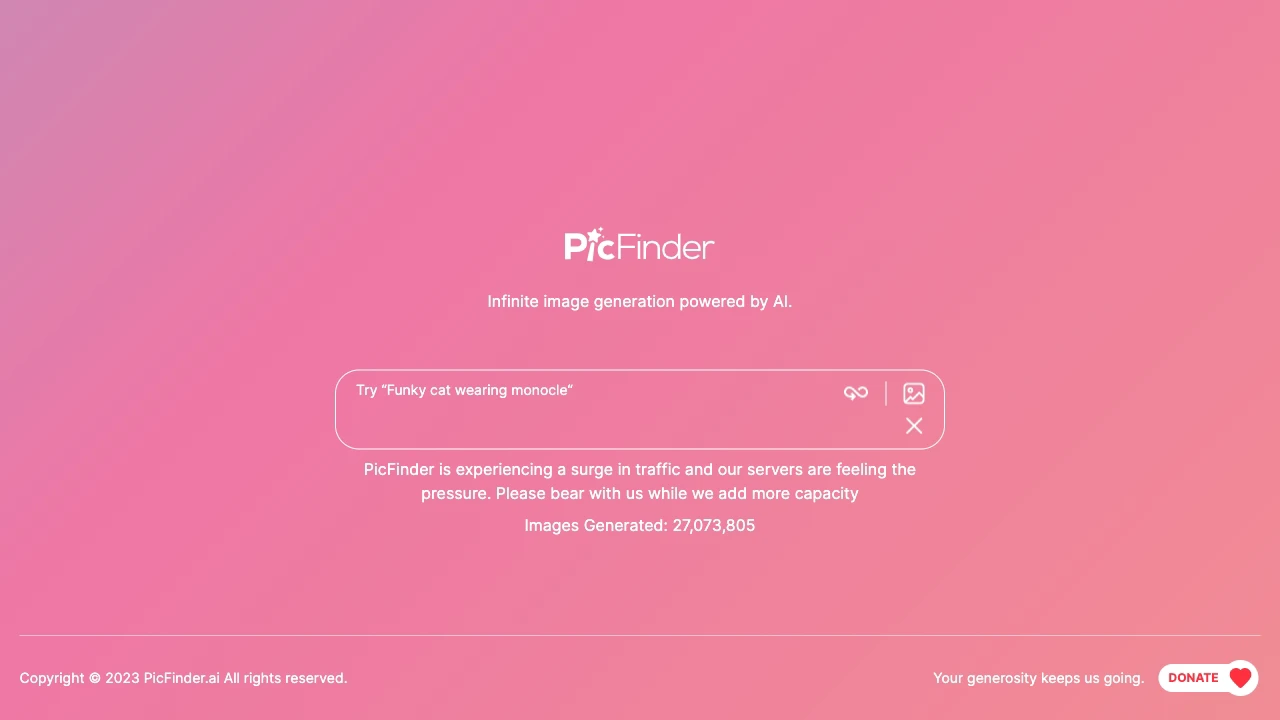 PicFinder
Infinite image generation powered by AI.
Try “Funky cat wearing monocle“
PicFinder is experiencing a surge in traffic and our servers are feeling the
pressure. Please bear with us while we add more capacity
Images Generated: 27,073,805
Copyright © 2023 PicFinder.ai All rights reserved.
Your generosity keeps us going.
DONATE